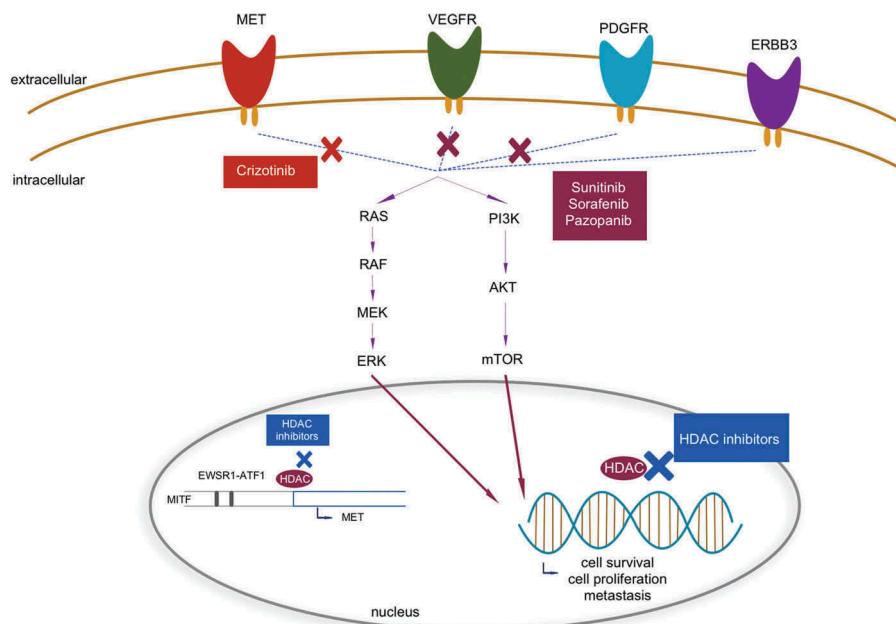 MET
VEGFR
PDGFR
ERBB3
extracellular
intracellular
Crizotinib
Sunitinib
Sorafenib
Pazopanib
RAS
PI3K
RAF
AKT
MEK
ERK
mTOR
HDAC
inhibitors
HDAC inhibitors
EWSR1-ATF1
HDAC
HDAC
MITF
MET
cell survival
cell proliferation
metastasis
nucleus